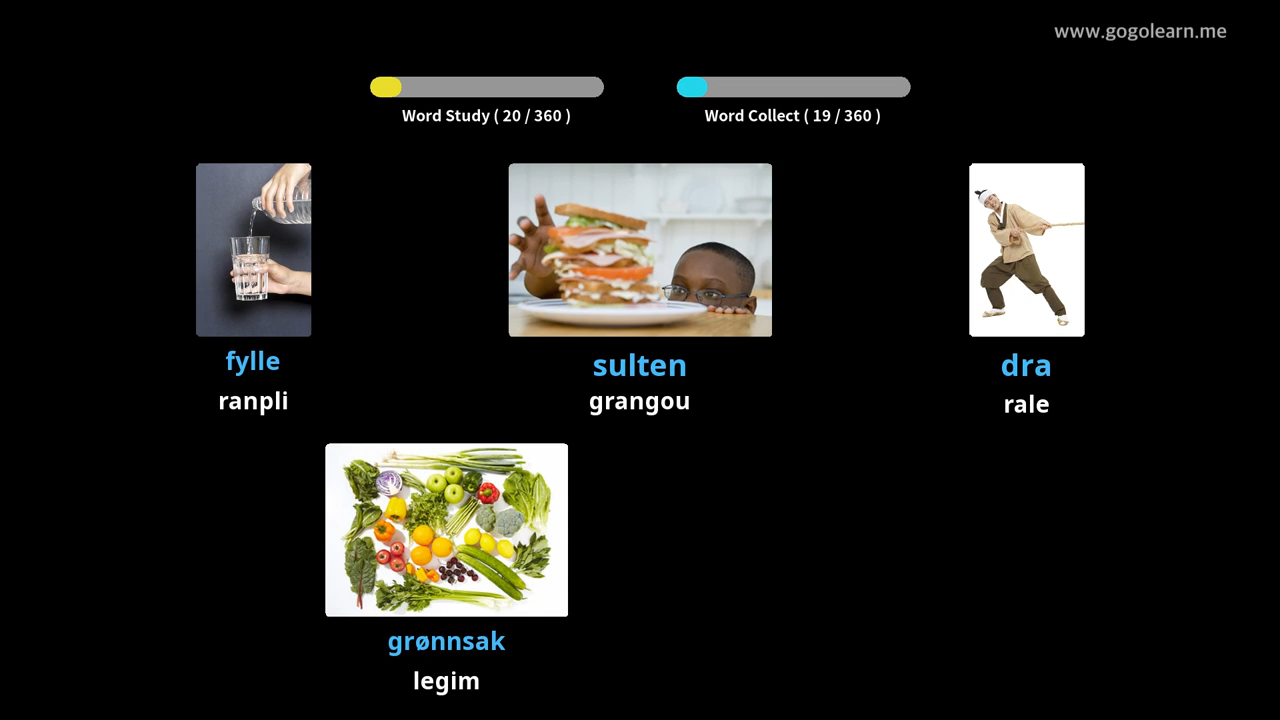 www.gogolearn.me
Word Study ( 20 / 360 )
Word Collect ( 19 / 360 )
fylle
ranpli
sulten
grangou
dra
rale
grønnsak
legim